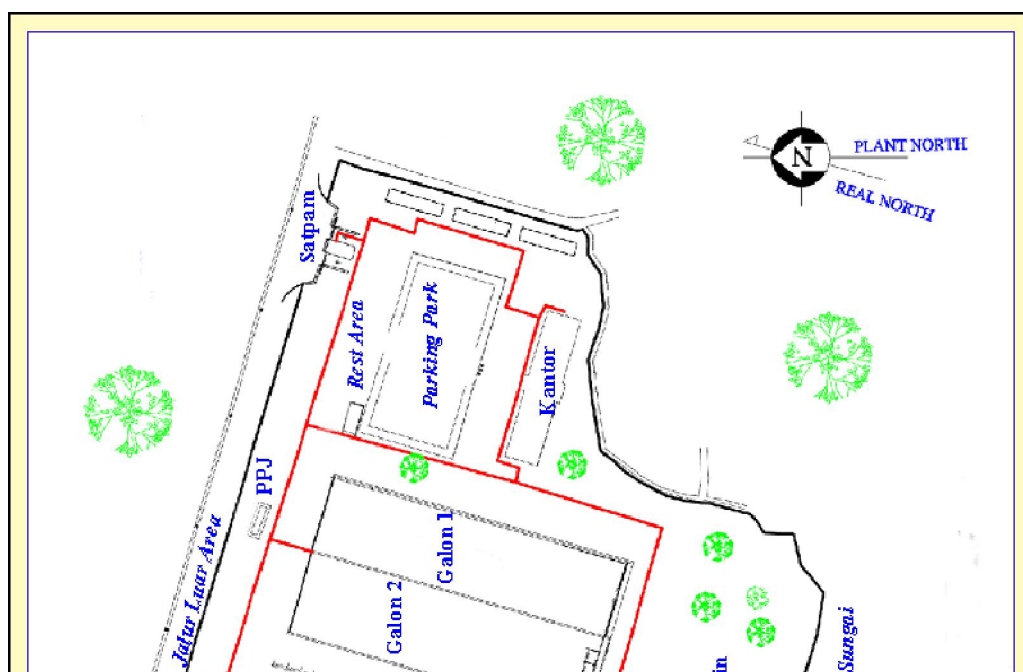 N
PLANT NORTH
REAL NORTH
Satpam
Rest Area
Parking Park
Kantor
PPJ
Galon 1
Jalur Luar Area
Galon 2
Sungai